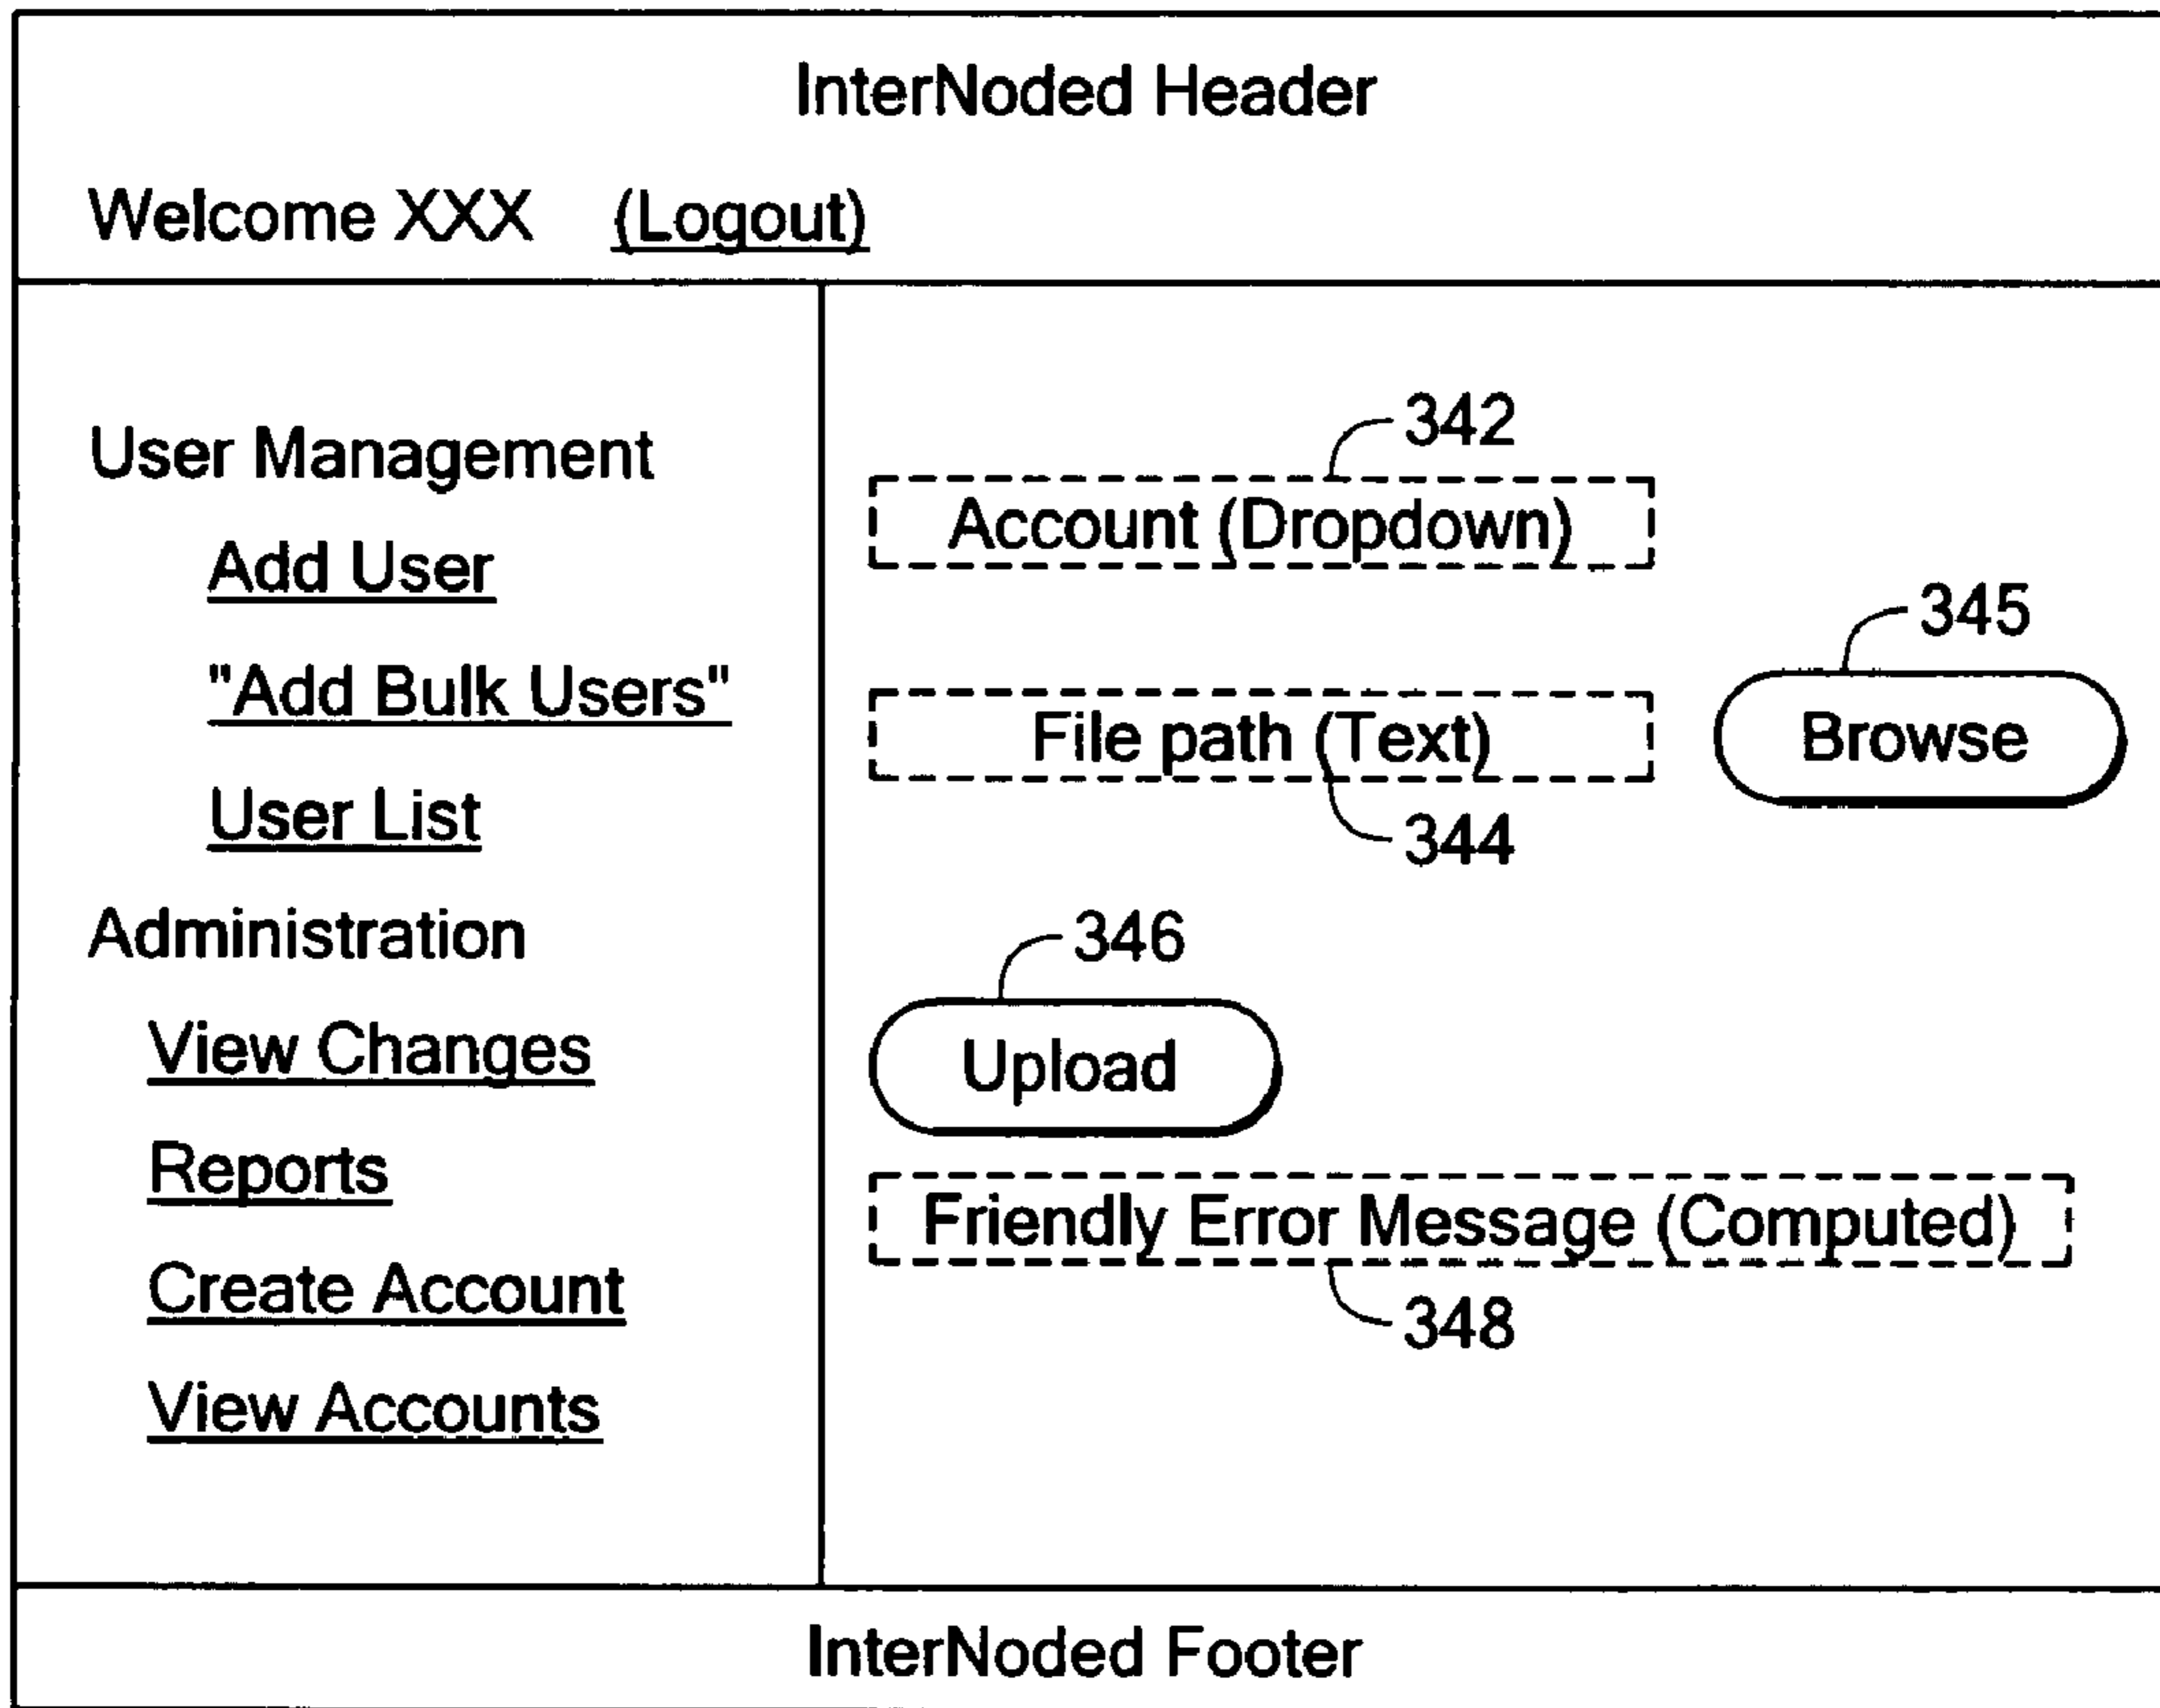 InterNoded Header
Welcome XXX (Logout)
User Management
Add User
"Add Bulk Users"
User List
Administration
View Changes
Reports
Create Account
View Accounts
342
Account (Dropdown)
345
File path (Text)
Browse
344
346
Upload
Friendly Error Message (Computed)
348
InterNoded Footer